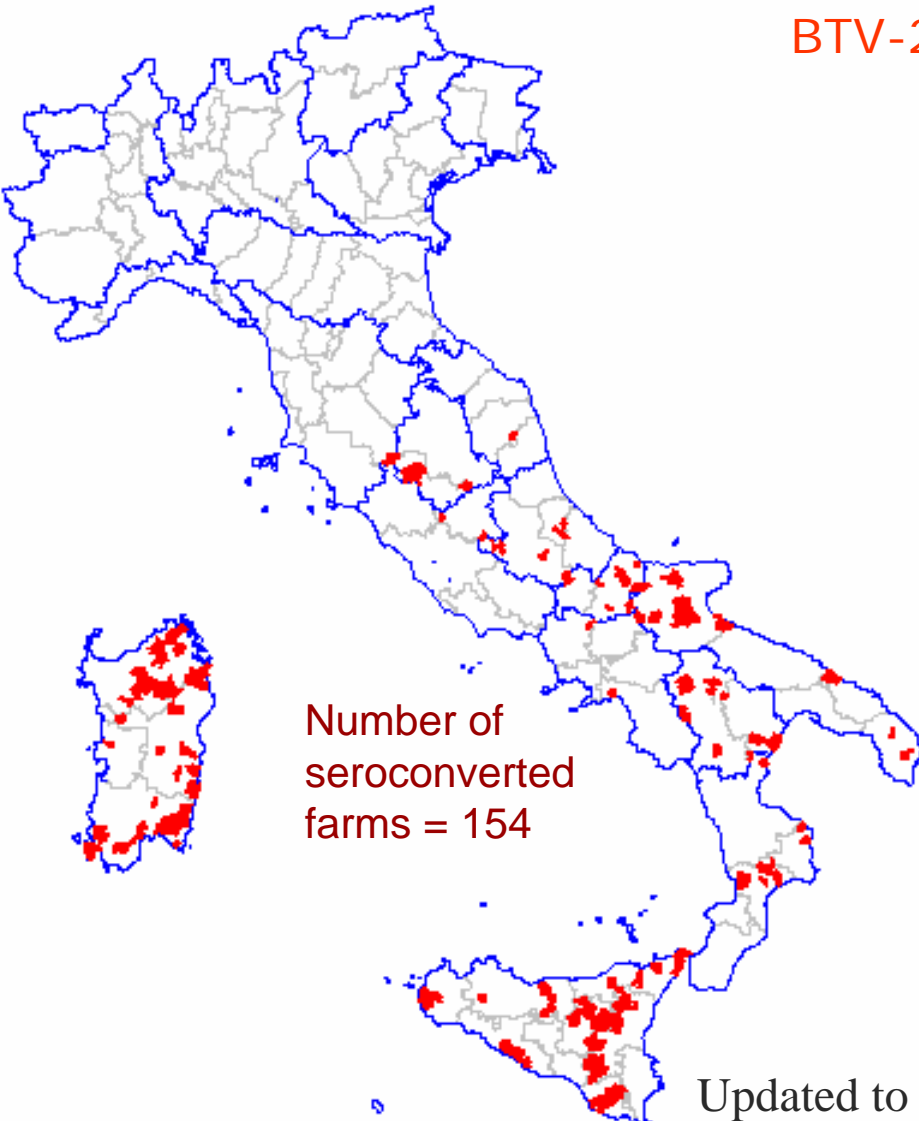 BTV-2
Number of
seroconverted
farms = 154
Updated to